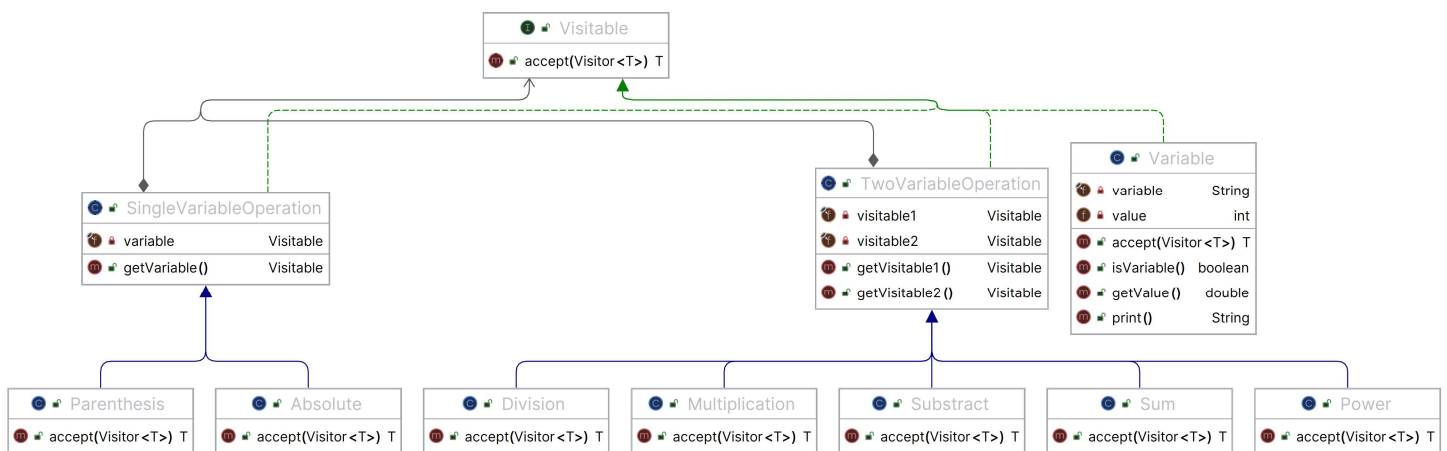 Visitable
accept(Visitor<T>) T
Variable
variable String
value int
accept(Visitor<T>) T
isVariable() boolean
getValue() double
print() String
TwoVariableOperation
visitable1 Visitable
visitable2 Visitable
getVisitable1() Visitable
getVisitable2() Visitable
SingleVariableOperation
variable Visitable
getVariable() Visitable
Parenthesis
accept(Visitor<T>) T
Absolute
accept(Visitor<T>) T
Division
accept(Visitor<T>) T
Multiplication
accept(Visitor<T>) T
Substract
accept(Visitor<T>) T
Sum
accept(Visitor<T>) T
Power
accept(Visitor<T>) T